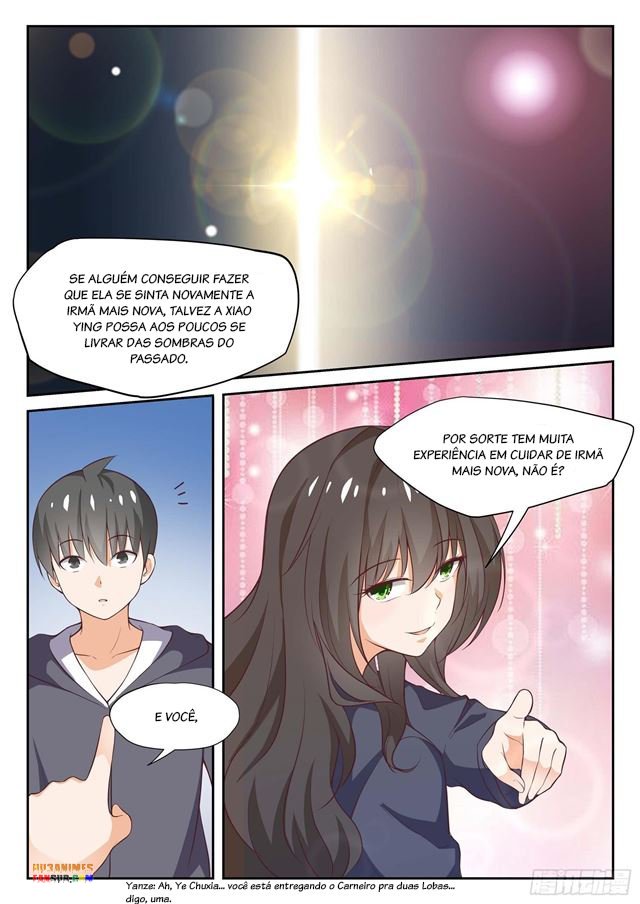 SE ALGUÉM CONSEGUIR FAZER
QUE ELA SE SINTA NOVAMENTE A
IRMÃ MAIS NOVA, TALVEZ A XIAO
YING POSSA AOS POUCOS SE
LIVRAR DAS SOMBRAS DO
PASSADO.
POR SORTE TEM MUITA
EXPERIÊNCIA EM CUIDAR DE IRMÃ
MAIS NOVA, NÃO É?
E VOCÊ,
Yanze: Ah, Ye Chuxia... você está entregando o Carneiro pra duas Lobas...
digo, uma.